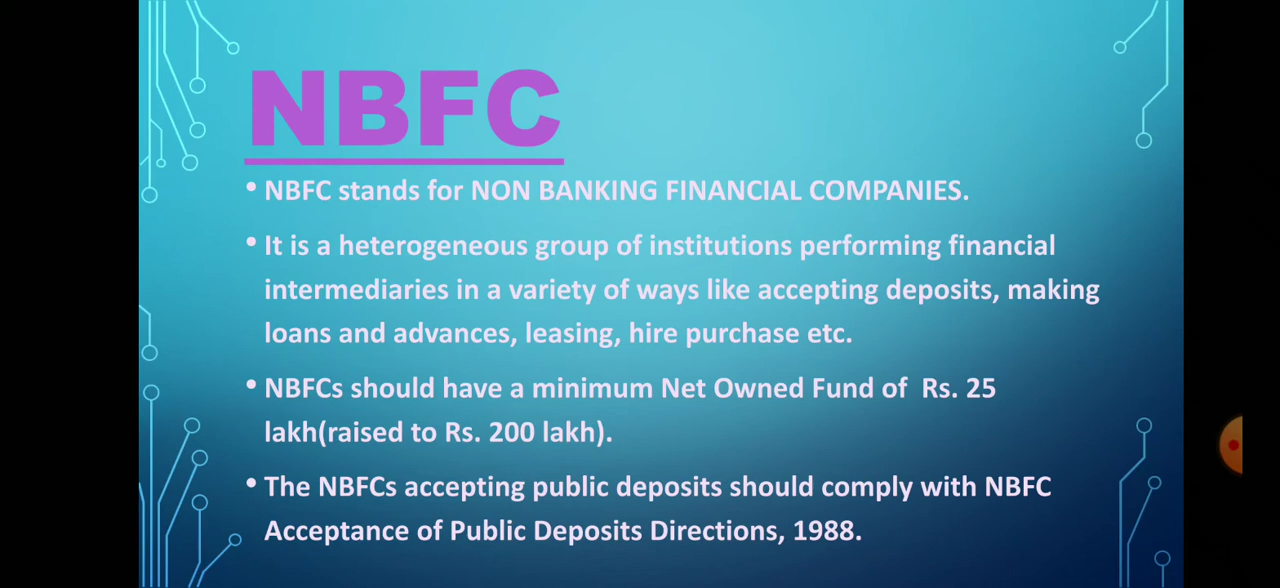 NBFC
• NBFC stands for NON BANKING FINANCIAL COMPANIES.
• It is a heterogeneous group of institutions performing financial
intermediaries in a variety of ways like accepting deposits, making
loans and advances, leasing, hire purchase etc.
• NBFCs should have a minimum Net Owned Fund of Rs. 25
lakh(raised to Rs. 200 lakh).
• The NBFCs accepting public deposits should comply with NBFC
Acceptance of Public Deposits Directions, 1988.